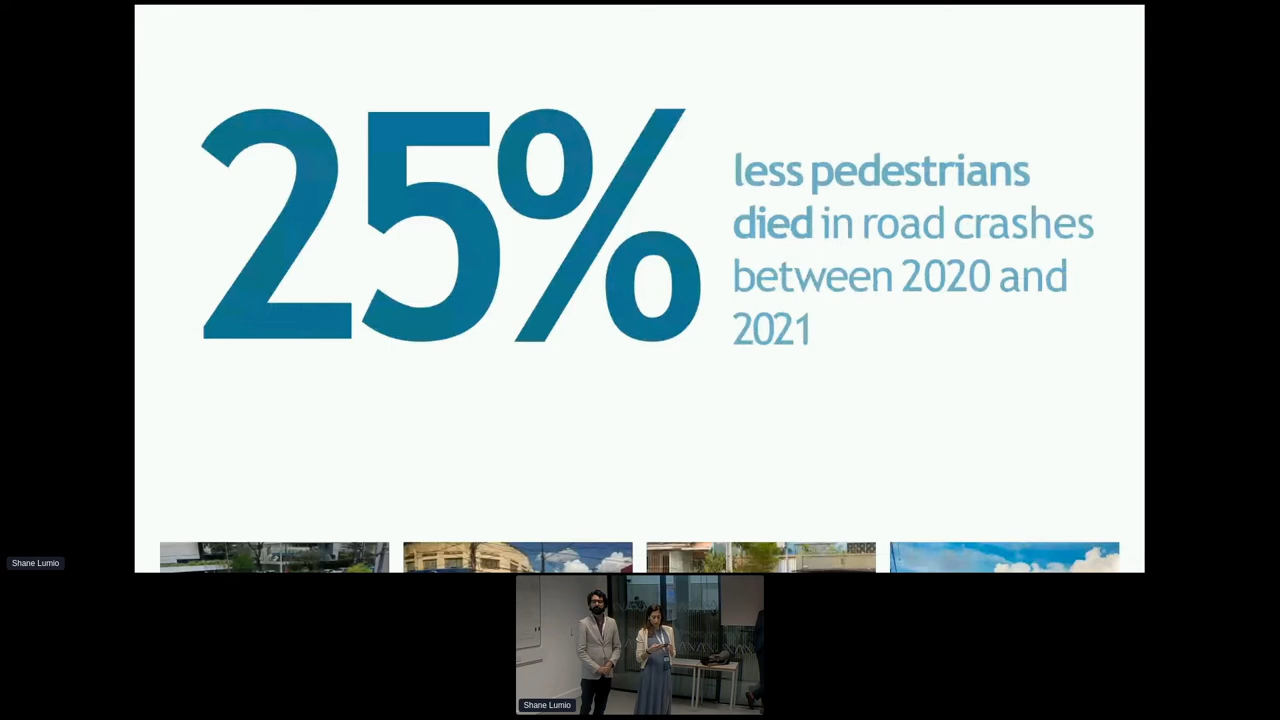 25%
less pedestrians
died in road crashes
between 2020 and
2021
Shane Lumio
Shane Lumio